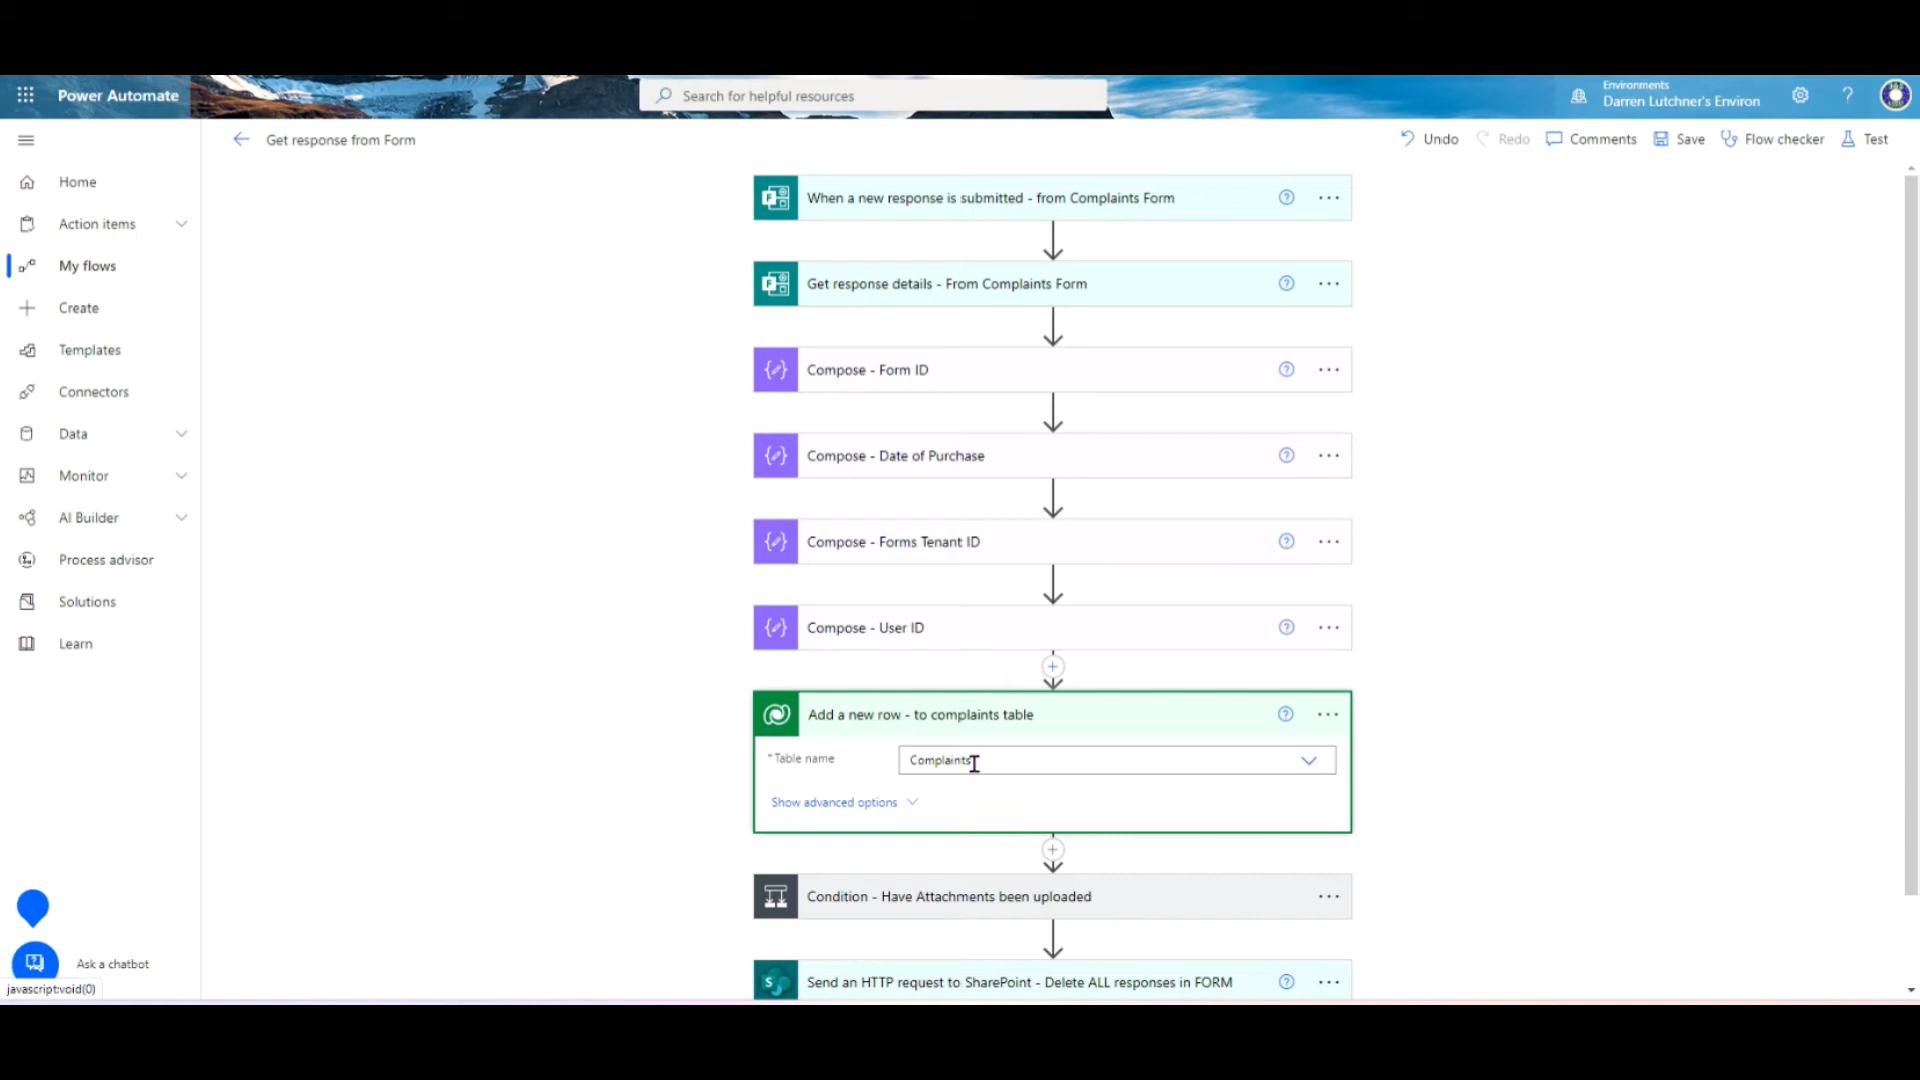 Power Automate
Search for helpful resources
Environments
Darren Lutchner's Environ
?
Get response from Form
Undo
Redo
Comments
Save
Flow checker
Test
Home
Action items
My flows
Create
Templates
Connectors
Data
Monitor
AI Builder
Process advisor
Solutions
Learn
Ask a chatbot
javascript:void(0)
When a new response is submitted - from Complaints Form
Get response details - From Complaints Form
Compose - Form ID
Compose - Date of Purchase
Compose - Forms Tenant ID
Compose - User ID
Add a new row - to complaints table
*Table name
Complaints
Show advanced options
Condition - Have Attachments been uploaded
Send an HTTP request to SharePoint - Delete ALL responses in FORM